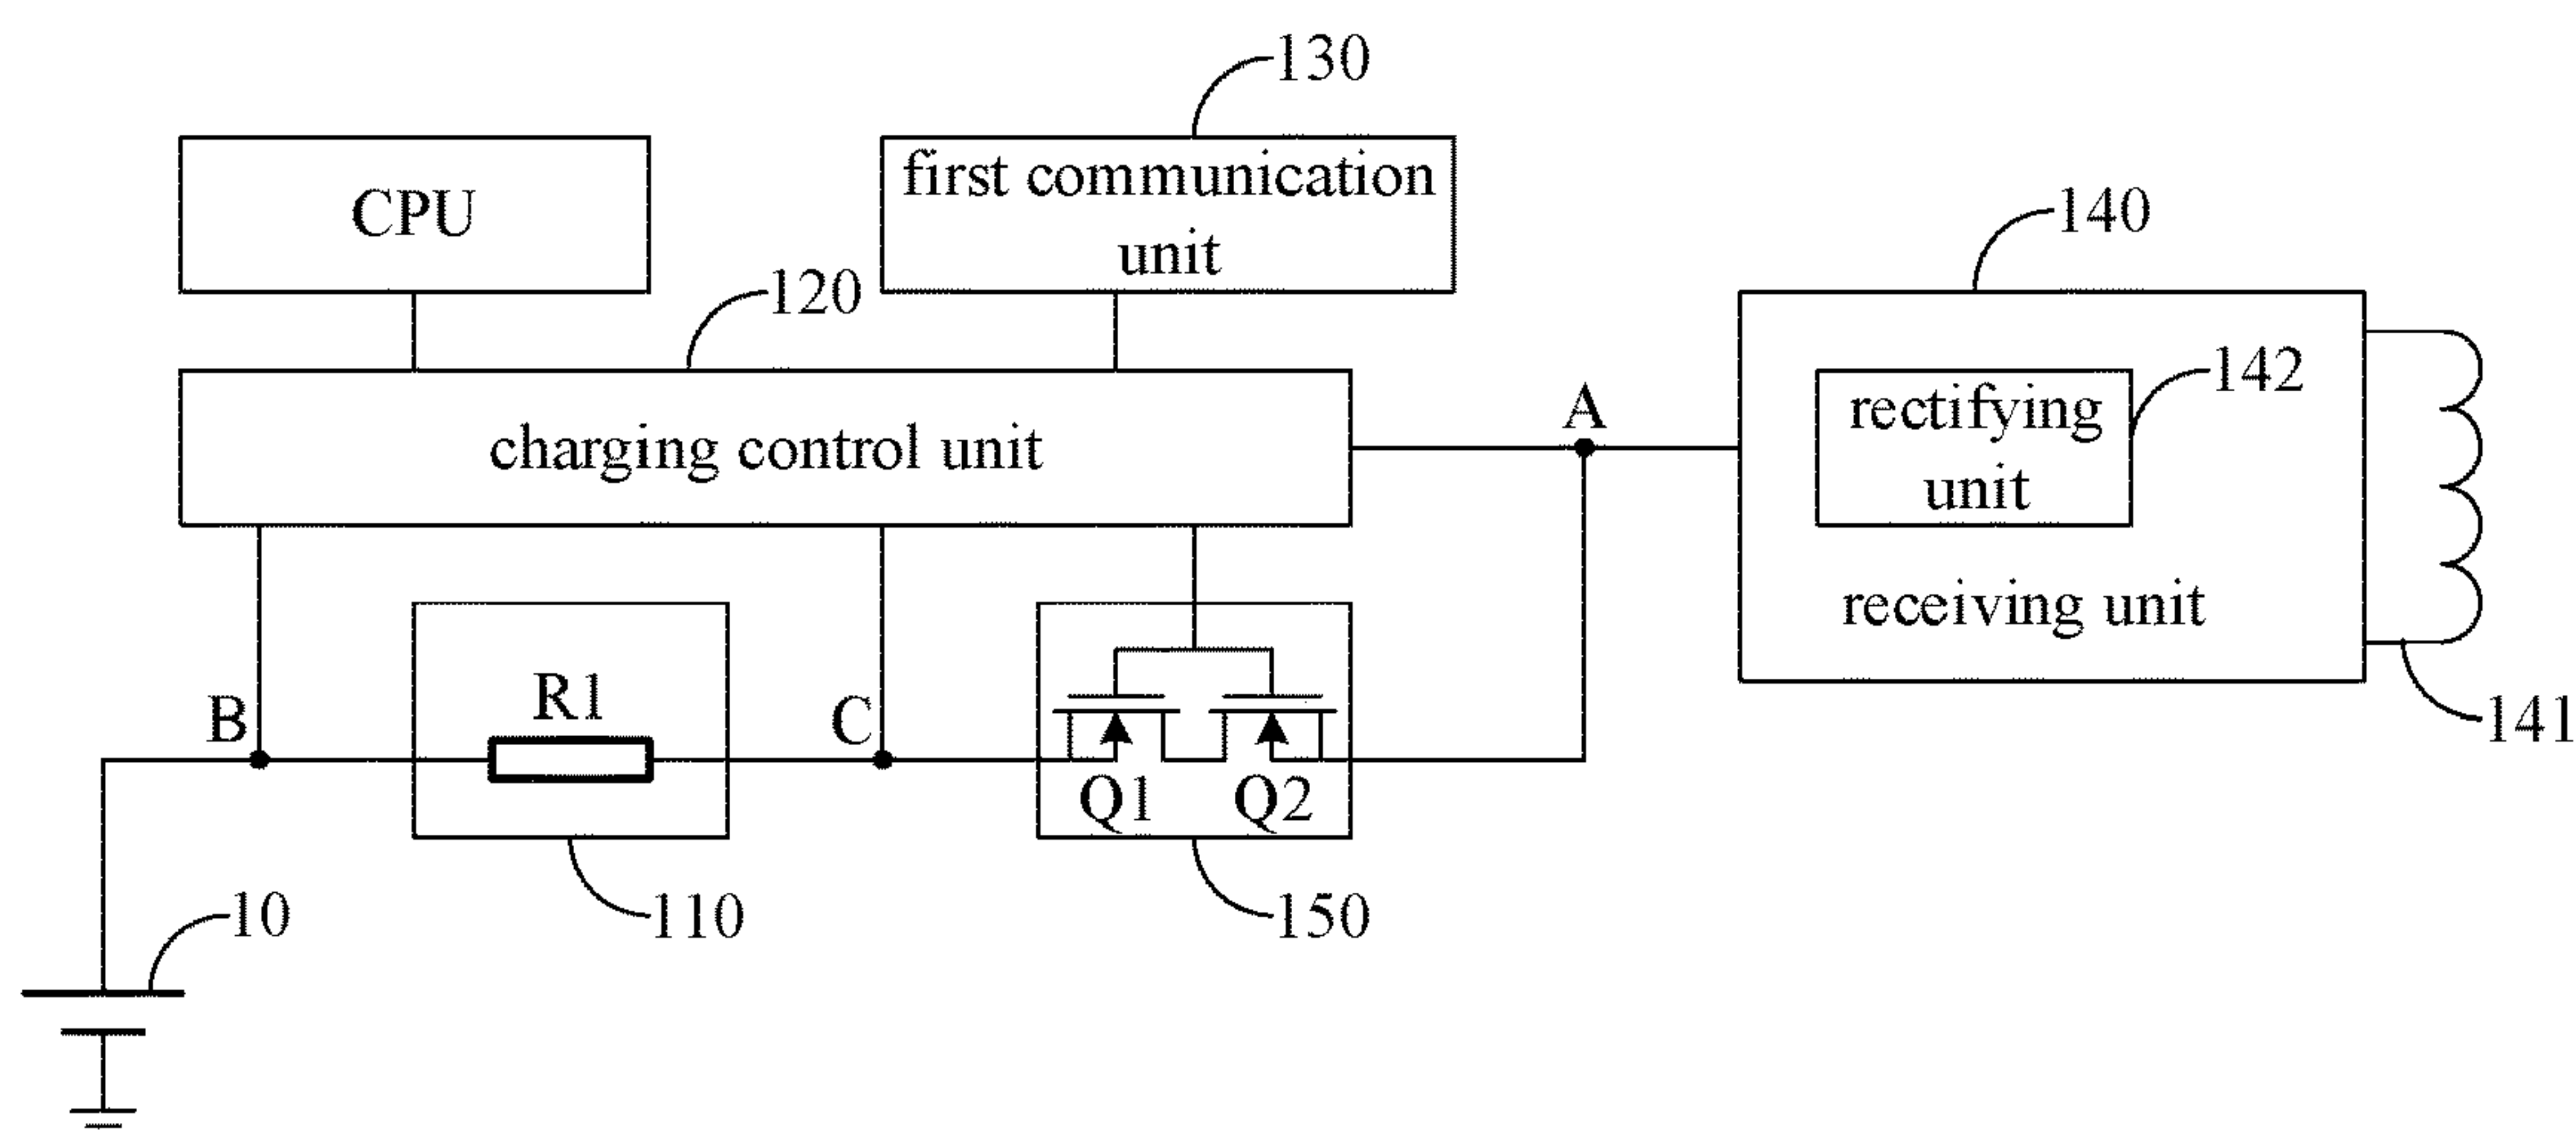 130
first communication
unit
CPU
140
120
142
rectifying
unit
A
charging control unit
receiving unit
R1
B
C
141
Q1
Q2
10
110
150